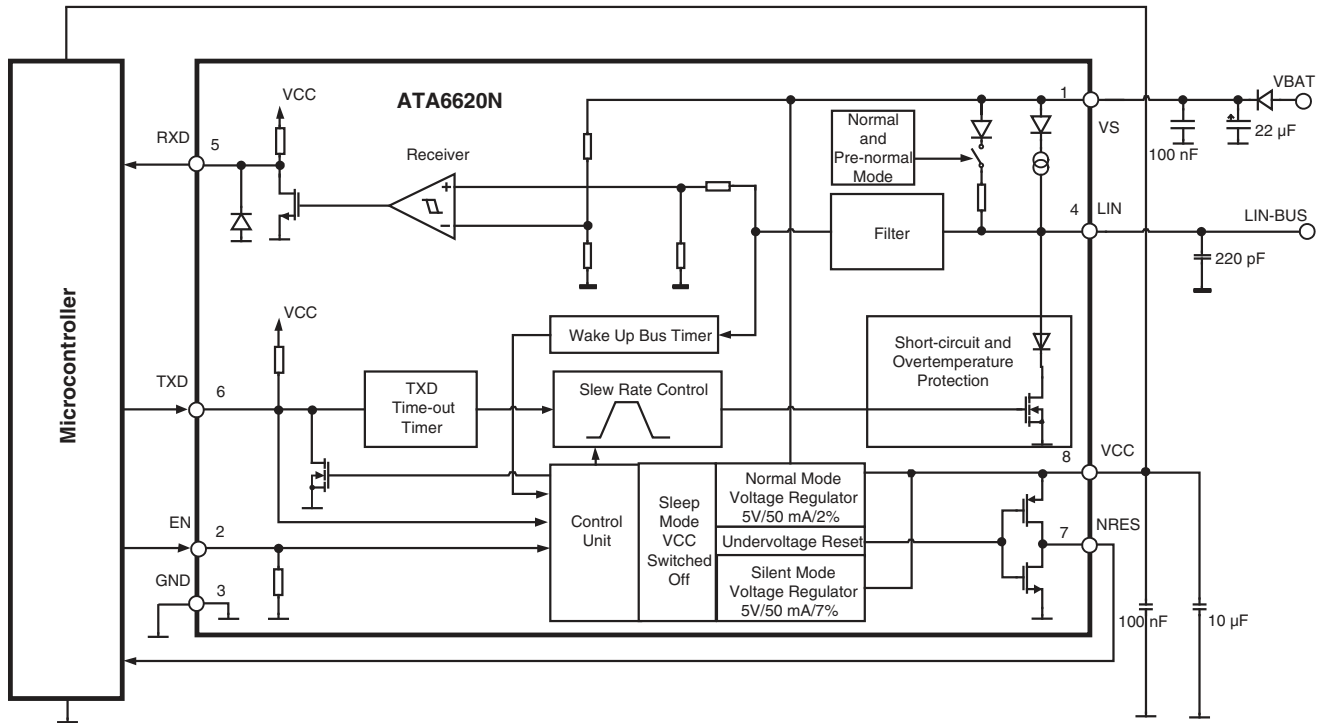 Microcontroller
ATA6620N
VCC
RXD
5
Receiver
+
−
Normal
and
Pre-normal
Mode
1
VS
VBAT
100 nF
22 µF
4
LIN
LIN-BUS
220 pF
Filter
Wake Up Bus Timer
VCC
TXD
6
TXD
Time-out
Timer
Slew Rate Control
Short-circuit and
Overtemperature
Protection
8
VCC
Control
Unit
Sleep
Mode
VCC
Switched
Off
Normal Mode
Voltage Regulator
5V/50 mA/2%
Undervoltage Reset
Silent Mode
Voltage Regulator
5V/50 mA/7%
7
NRES
EN
2
GND
3
100 nF
10 µF